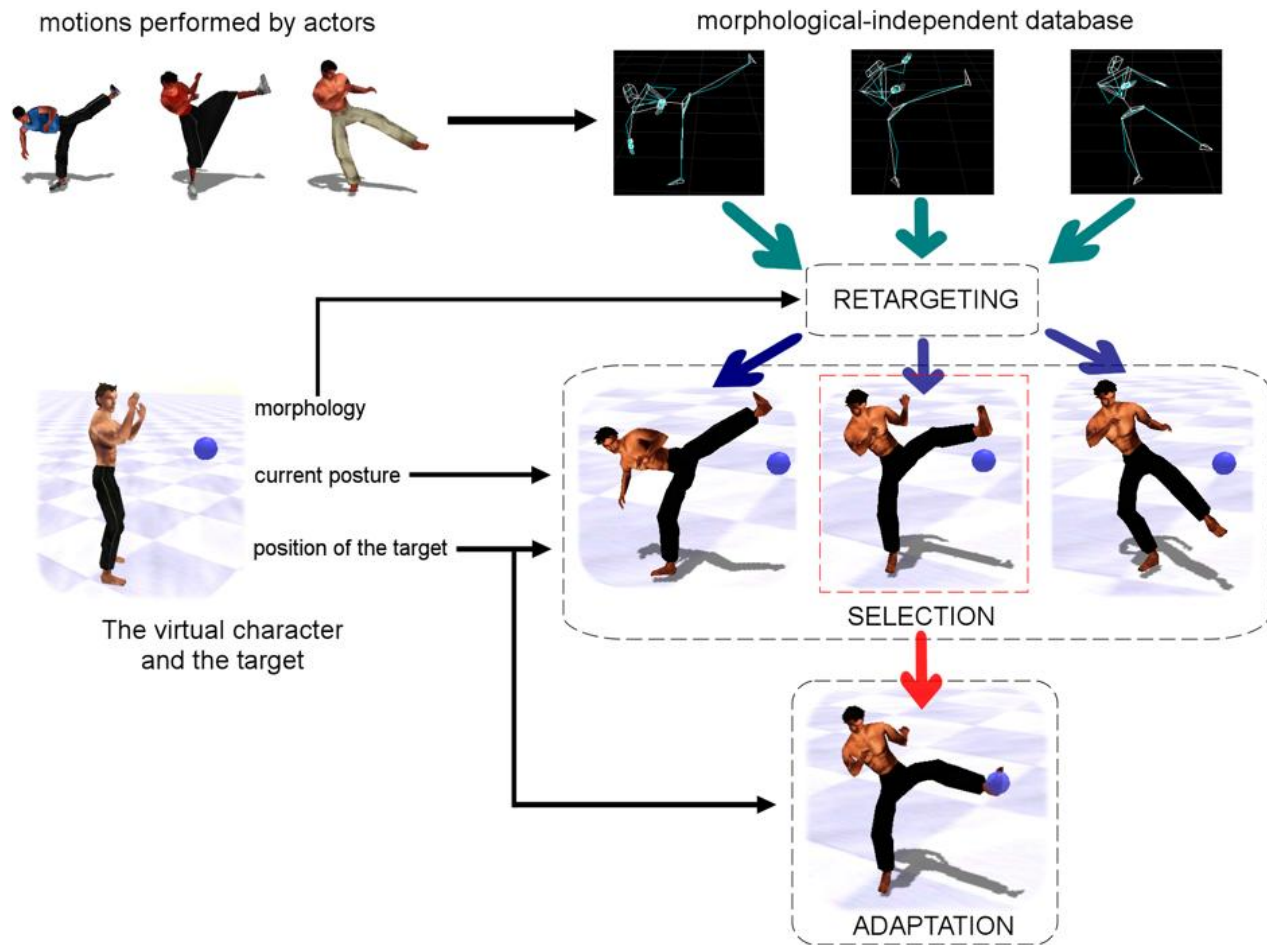 motions performed by actors
morphological-independent database
RETARGETING
morphology
current posture
position of the target
The virtual character
and the target
SELECTION
ADAPTATION